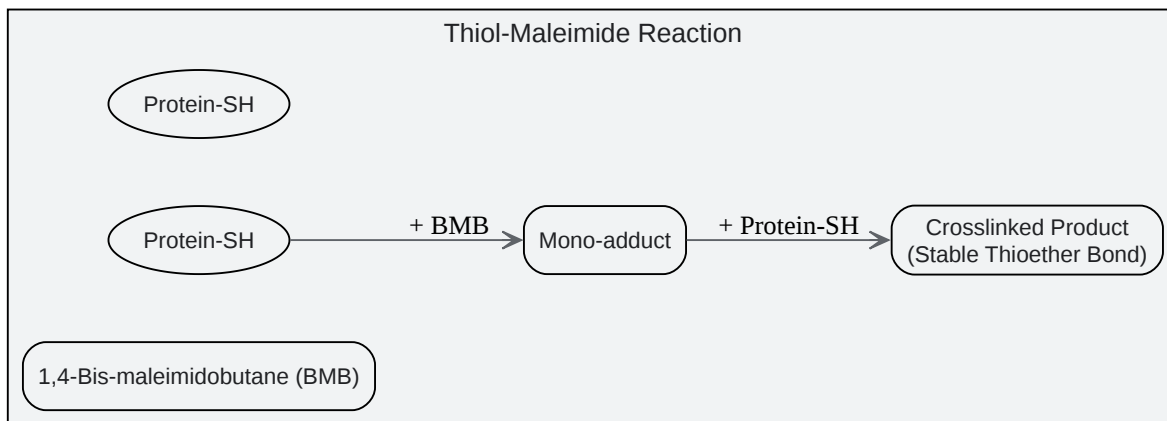 Thiol-Maleimide Reaction
Protein-SH
Protein-SH
+ BMB
Mono-adduct
+ Protein-SH
Crosslinked Product
(Stable Thioether Bond)
1,4-Bis-maleimidobutane (BMB)